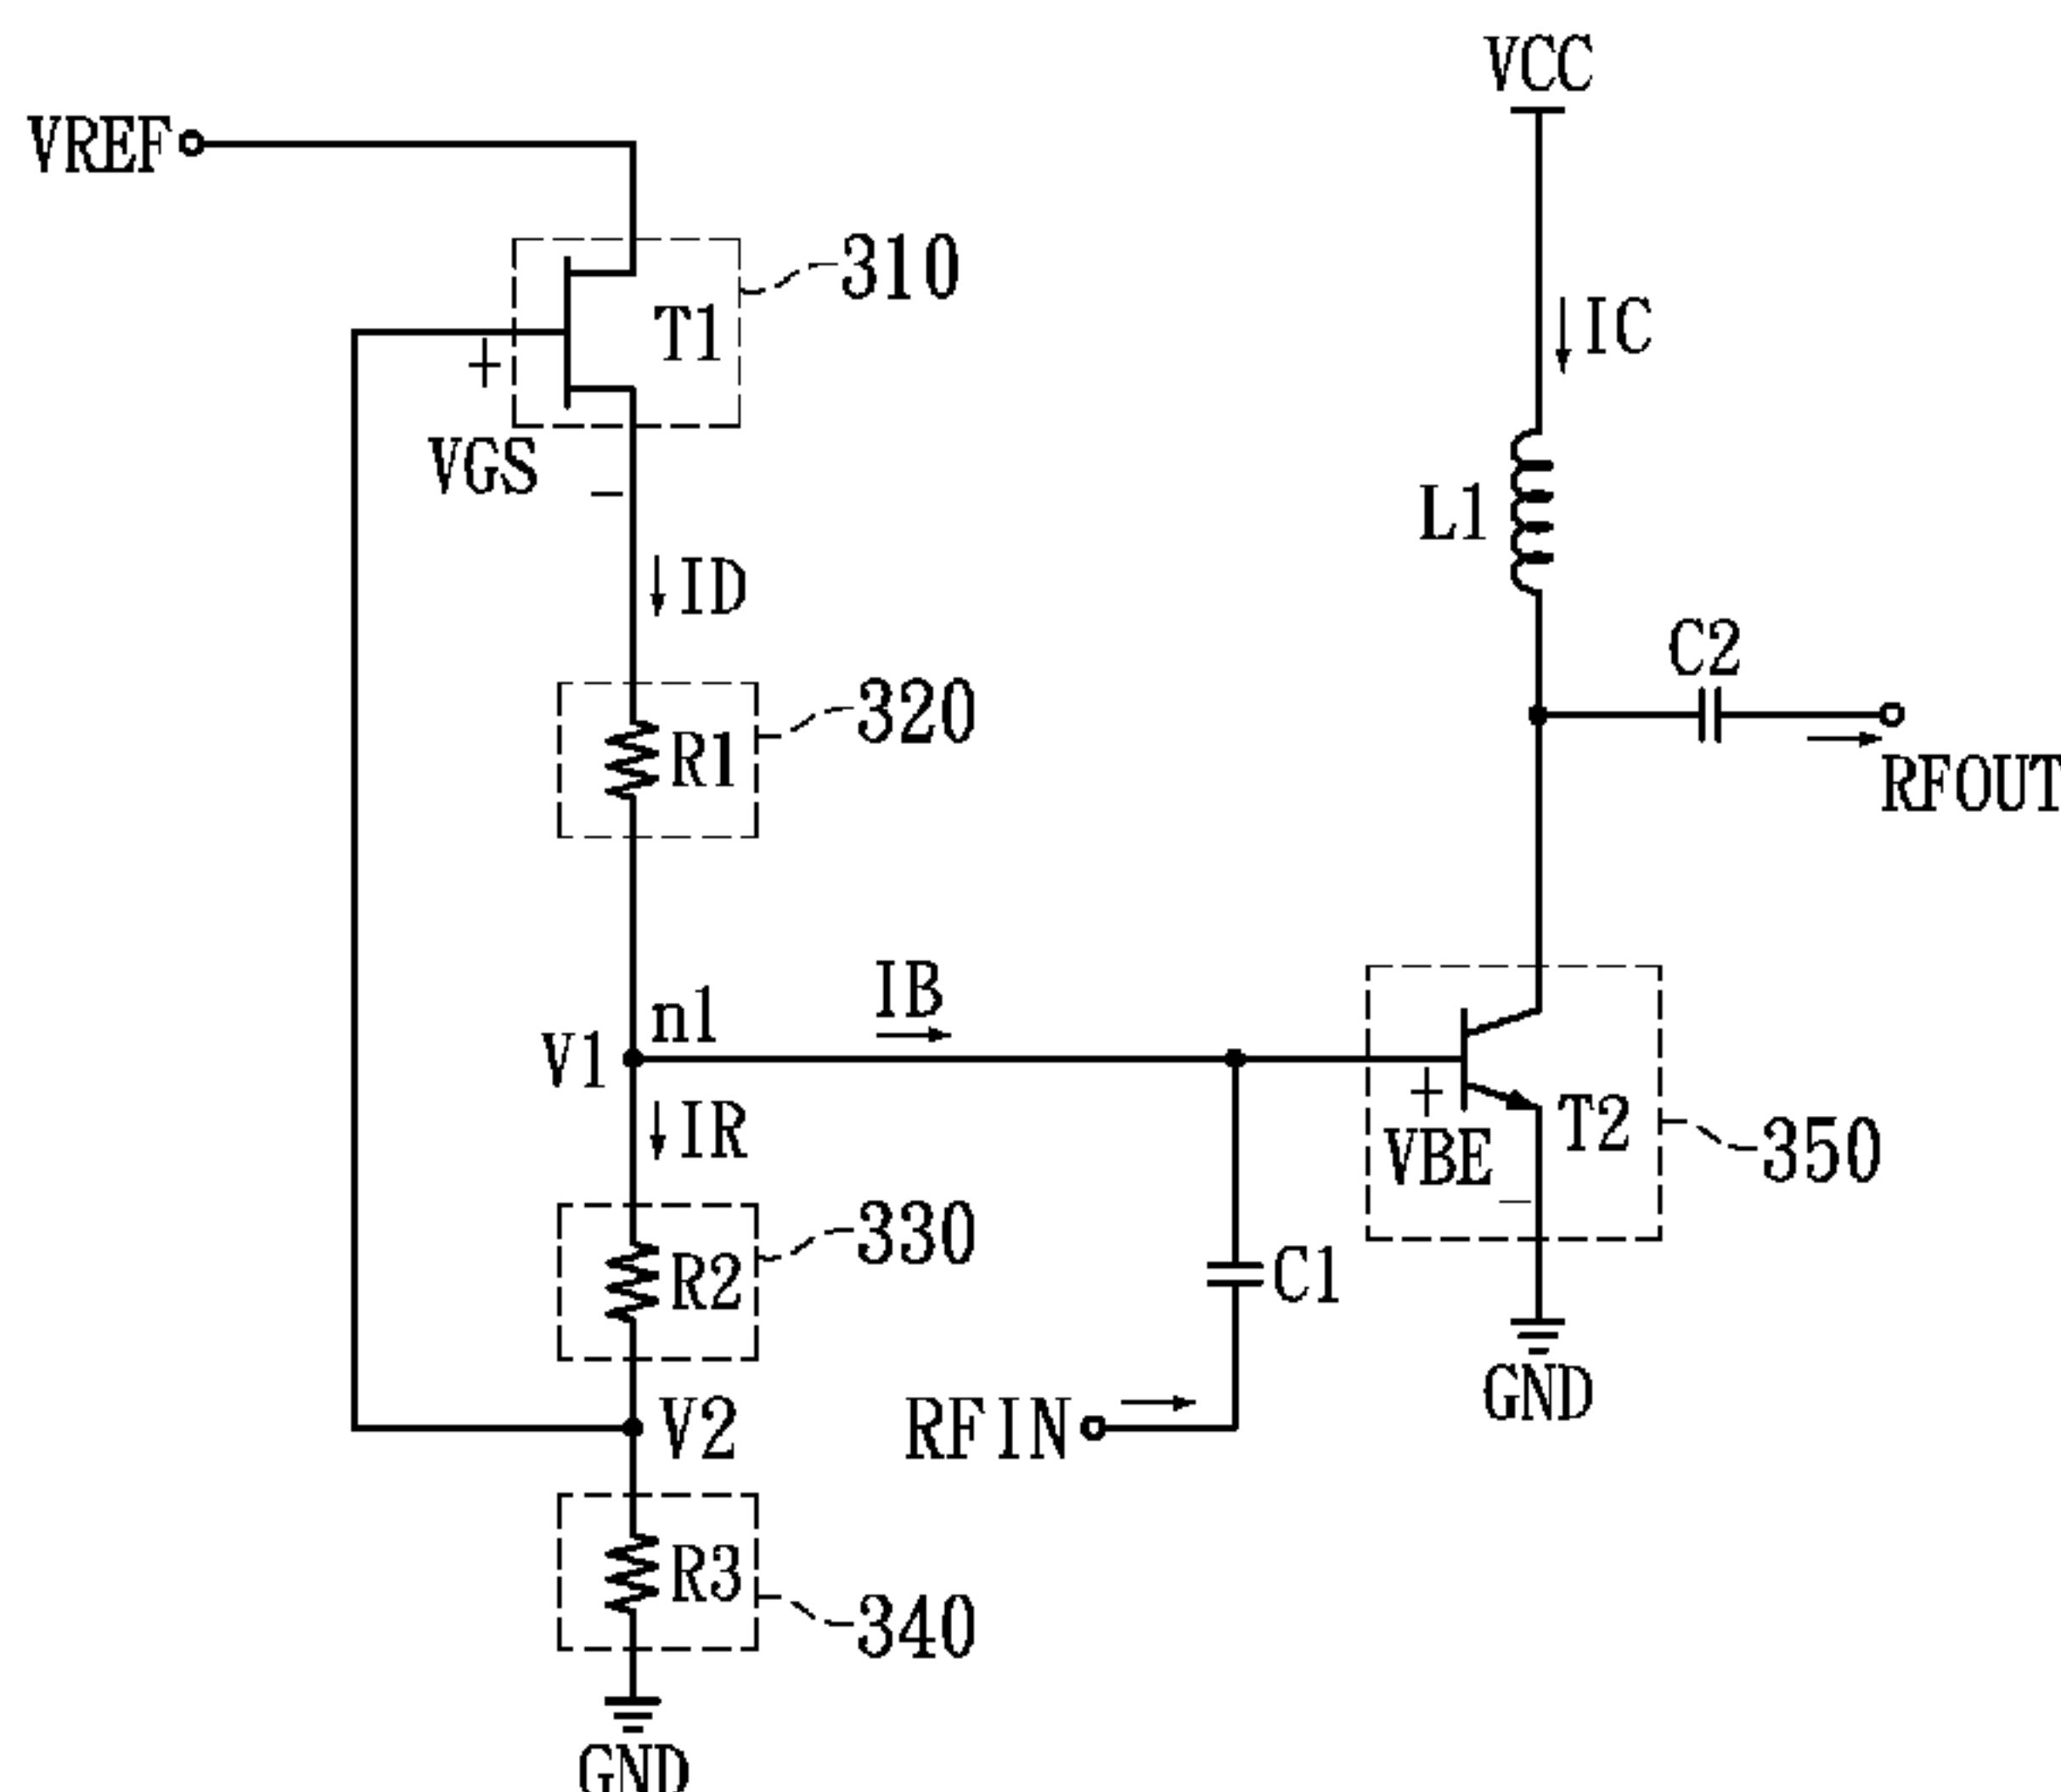 VCC
VREF
310
T1
IC
+
VGS
−
L1
ID
C2
320
R1
RFOUT
IB
n1
V1
+
T2
IR
VBE
350
−
330
R2
C1
V2
RFIN
GND
R3
340
GND